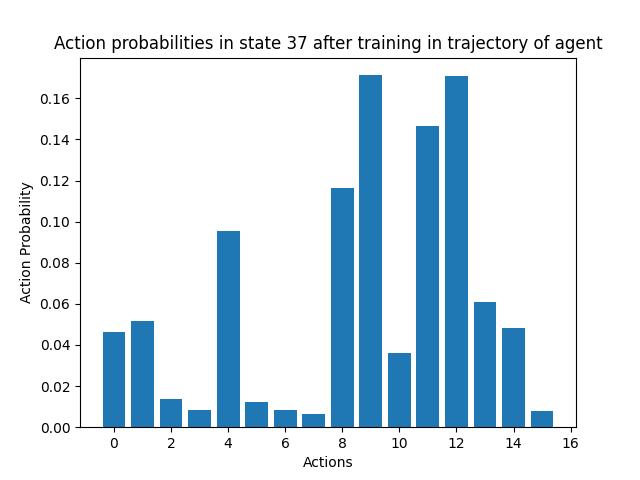 Action probabilities in state 37 after training in trajectory of agent
Action Probability
0.16
0.14
0.12
0.10
0.08
0.06
0.04
0.02
0.00
0 2 4 6 8 10 12 14 16
Actions